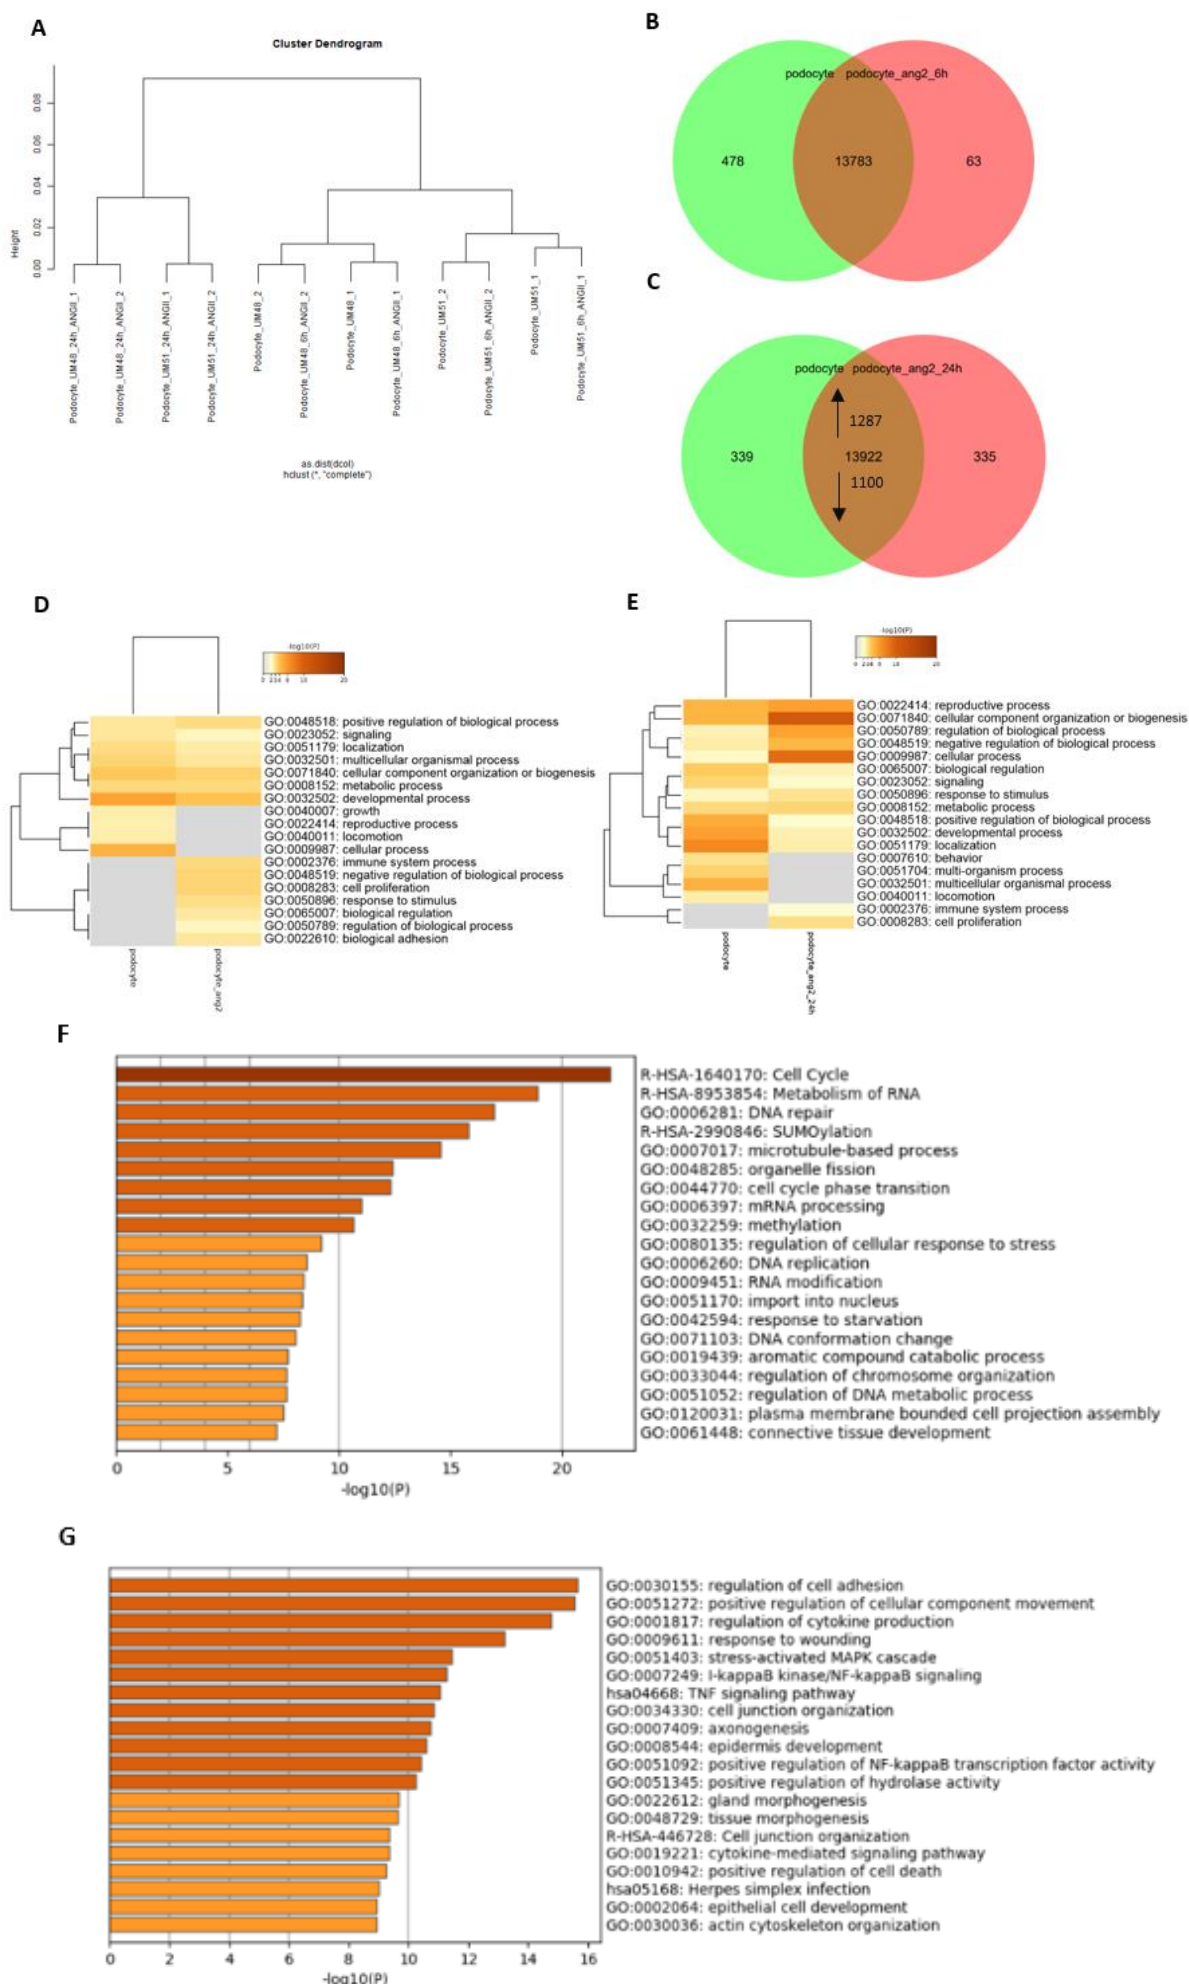 A
Cluster Dendrogram
Height
0.00
0.02
0.04
0.06
0.08
Podocyte_UM48_24h_ANGII_1
Podocyte_UM48_24h_ANGII_2
Podocyte_UM51_24h_ANGII_1
Podocyte_UM51_24h_ANGII_2
Podocyte_UM48_2
Podocyte_UM48_6h_ANGII_2
Podocyte_UM48_1
Podocyte_UM48_6h_ANGII_1
Podocyte_UM51_2
Podocyte_UM51_6h_ANGII_2
Podocyte_UM51_1
Podocyte_UM51_6h_ANGII_1
as.dist(dcol)
hclust (*, "complete")
B
podocyte podocyte_ang2_6h
478 13783 63
C
podocyte podocyte_ang2_24h
1287
339 13922 335
1100
D
-log10(P)
GO:0048518: positive regulation of biological process
GO:0023052: signaling
GO:0051179: localization
GO:0032501: multicellular organismal process
GO:0071840: cellular component organization or biogenesis
GO:0008152: metabolic process
GO:0032502: developmental process
GO:0040007: growth
GO:0022414: reproductive process
GO:0040011: locomotion
GO:0009987: cellular process
GO:0002376: immune system process
GO:0048519: negative regulation of biological process
GO:0008283: cell proliferation
GO:0050896: response to stimulus
GO:0065007: biological regulation
GO:0050789: regulation of biological process
GO:0022610: biological adhesion
podocyte
podocyte_ang2
E
-log10(P)
GO:0022414: reproductive process
GO:0071840: cellular component organization or biogenesis
GO:0050789: regulation of biological process
GO:0048519: negative regulation of biological process
GO:0009987: cellular process
GO:0065007: biological regulation
GO:0023052: signaling
GO:0050896: response to stimulus
GO:0008152: metabolic process
GO:0048518: positive regulation of biological process
GO:0032502: developmental process
GO:0051179: localization
GO:0007610: behavior
GO:0051704: multi-organism process
GO:0032501: multicellular organismal process
GO:0040011: locomotion
GO:0002376: immune system process
GO:0008283: cell proliferation
podocyte
podocyte_ang2_24h
F
R-HSA-1640170: Cell Cycle
R-HSA-8953854: Metabolism of RNA
GO:0006281: DNA repair
R-HSA-2990846: SUMOylation
GO:0007017: microtubule-based process
GO:0048285: organelle fission
GO:0044770: cell cycle phase transition
GO:0006397: mRNA processing
GO:0032259: methylation
GO:0080135: regulation of cellular response to stress
GO:0006260: DNA replication
GO:0009451: RNA modification
GO:0051170: import into nucleus
GO:0042594: response to starvation
GO:0071103: DNA conformation change
GO:0019439: aromatic compound catabolic process
GO:0033044: regulation of chromosome organization
GO:0051052: regulation of DNA metabolic process
GO:0120031: plasma membrane bounded cell projection assembly
GO:0061448: connective tissue development
0 5 10 15 20
-log10(P)
G
GO:0030155: regulation of cell adhesion
GO:0051272: positive regulation of cellular component movement
GO:0001817: regulation of cytokine production
GO:0009611: response to wounding
GO:0051403: stress-activated MAPK cascade
GO:0007249: I-kappaB kinase/NF-kappaB signaling
hsa04668: TNF signaling pathway
GO:0034330: cell junction organization
GO:0007409: axonogenesis
GO:0008544: epidermis development
GO:0051092: positive regulation of NF-kappaB transcription factor activity
GO:0051345: positive regulation of hydrolase activity
GO:0022612: gland morphogenesis
GO:0048729: tissue morphogenesis
R-HSA-446728: Cell junction organization
GO:0019221: cytokine-mediated signaling pathway
GO:0010942: positive regulation of cell death
hsa05168: Herpes simplex infection
GO:0002064: epithelial cell development
GO:0030036: actin cytoskeleton organization
0 2 4 6 8 10 12 14 16
-log10(P)